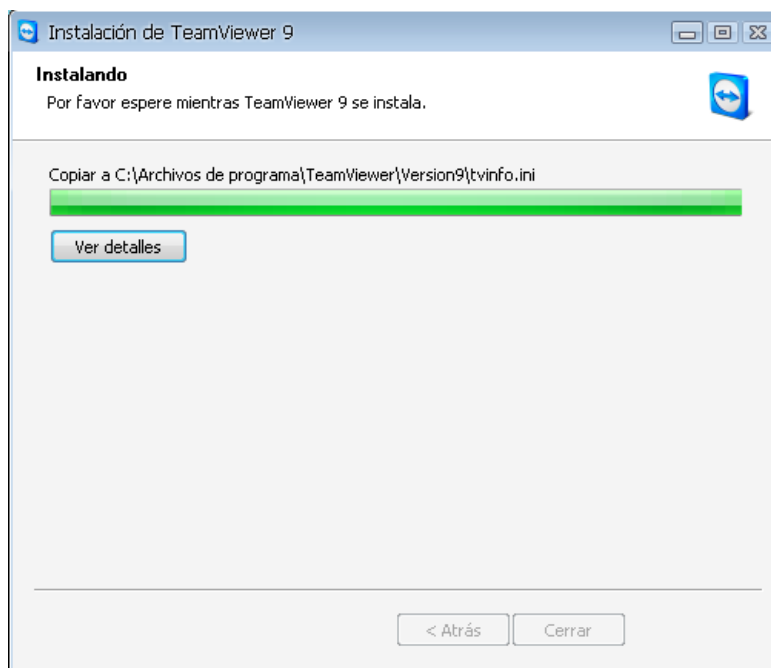 Instalación de TeamViewer 9
Instalando
Por favor espere mientras TeamViewer 9 se instala.
Copiar a C:\Archivos de programa\TeamViewer\Version9\tvinfo.ini
Ver detalles
< Atrás
Cerrar